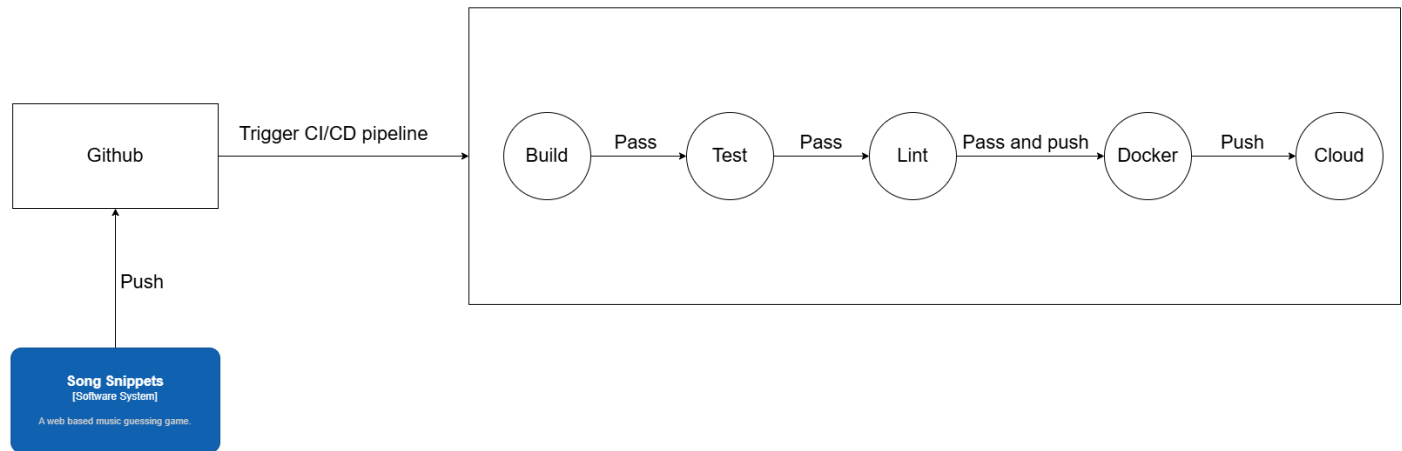 Github
Trigger CI/CD pipeline
Build
Pass
Test
Pass
Lint
Pass and push
Docker
Push
Cloud
Push
Song Snippets
[Software System]
A web based music guessing game.